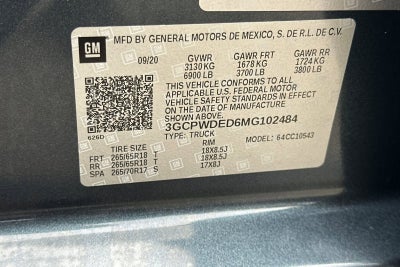 GM MFD BY GENERAL MOTORS DE MEXICO, S. DE R.L. DE C.V.
09/20 GVWR GAWR FRT GAWR RR
3130 KG 1678 KG 1724 KG
6900 LB 3700 LB 3800 LB
THIS VEHICLE CONFORMS TO ALL APPLICABLE
U.S. FEDERAL MOTOR VEHICLE SAFETY
STANDARDS IN EFFECT
ON THE DATE OF MANUFACTURE
SHOWN ABOVE.
3GCPWDED6MG102484
626D TYPE: TRUCK MODEL: 64CC10543
TIRE SIZE RIM
FRT 265/65R18 T 18X8.5J
RR 265/65R18 T 18X8.5J
SPA 265/70R17 S 17X8J